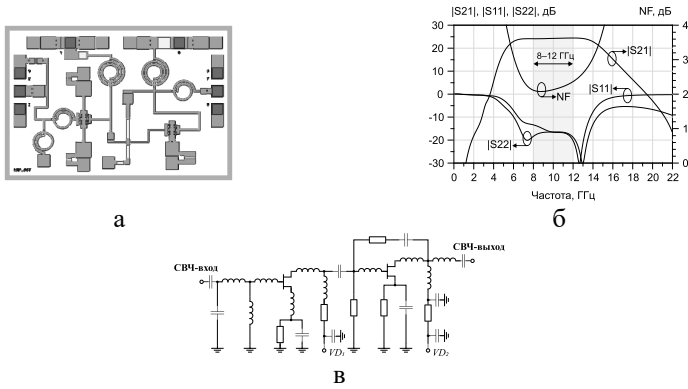 |S21|, |S11|, |S22|, дБ
NF, дБ
30
20
10
0
-10
-20
-30
4
3
2
1
0
8–12 ГГц
|S21|
|S11|
NF
|S22|
0 2 4 6 8 10 12 14 16 18 20 22
Частота, ГГц
а
б
СВЧ-вход
СВЧ-выход
VD₁
VD₂
в